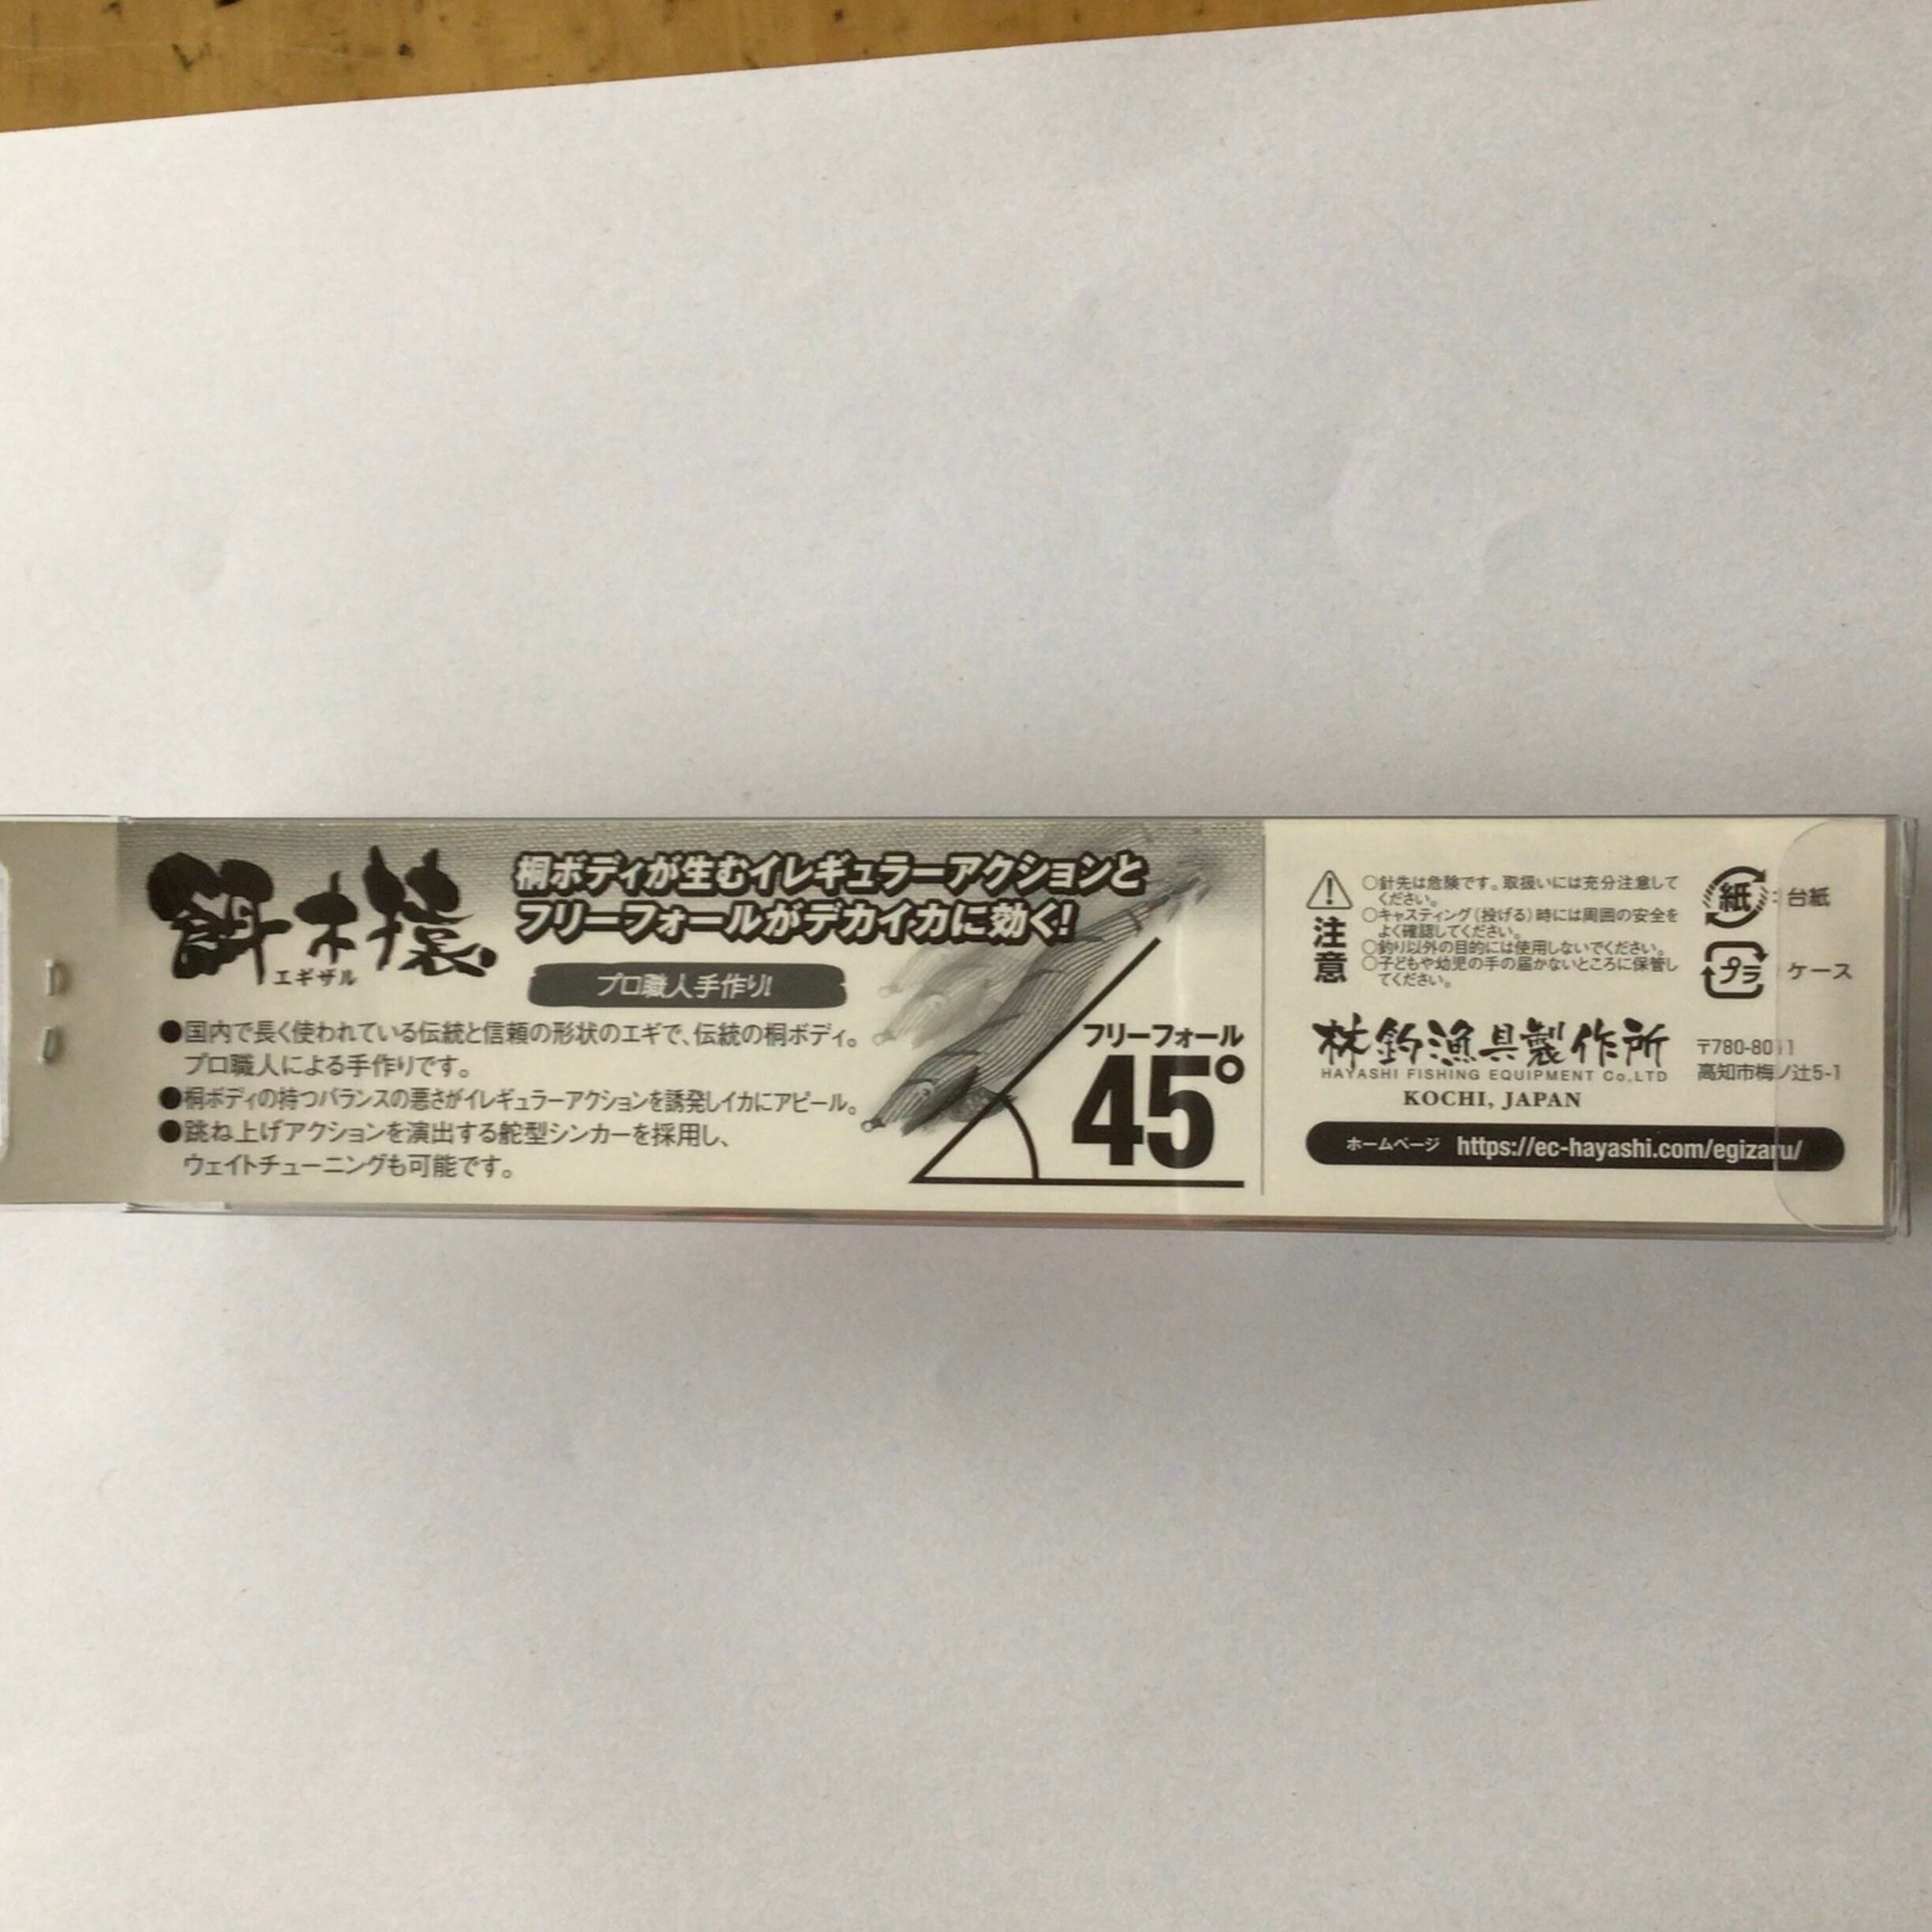 餌木猿
エギザル
桐ボディが生むイレギュラーアクションと
フリーフォールがデカイカに効く!
プロ職人手作り!
●国内で長く使われている伝統と信頼の形状のエギで、伝統の桐ボディ。
プロ職人による手作りです。
●桐ボディの持つバランスの悪さがイレギュラーアクションを誘発しイカにアピール。
●跳ね上げアクションを演出する舵型シンカーを採用し、
ウェイトチューニングも可能です。
フリーフォール
45°
注意
○針先は危険です。取扱いには充分注意して
ください。
○キャスティング(投げる)時には周囲の安全を
よく確認してください。
○釣り以外の目的には使用しないでください。
○子どもや幼児の手の届かないところに保管し
てください。
紙:台紙
プラ ケース
林釣漁具製作所
HAYASHI FISHING EQUIPMENT Co,.LTD
KOCHI, JAPAN
〒780-8011
高知市梅ノ辻5-1
ホームページ https://ec-hayashi.com/egizaru/